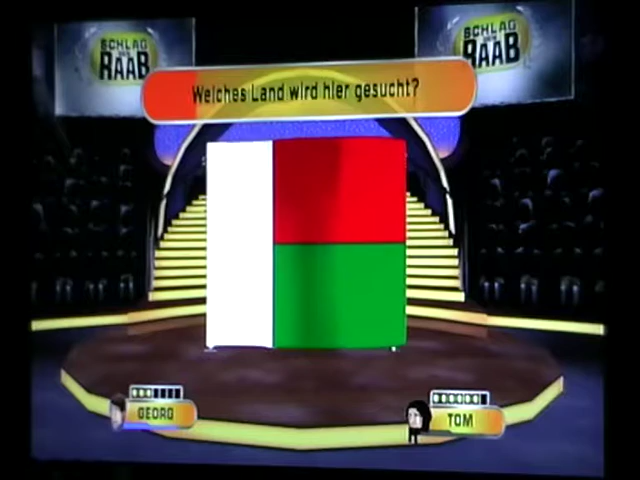 SCHLAG
DEN
RAAB
SCHLAG
DEN
RAAB
Welches Land wird hier gesucht?
GEORG
TOM